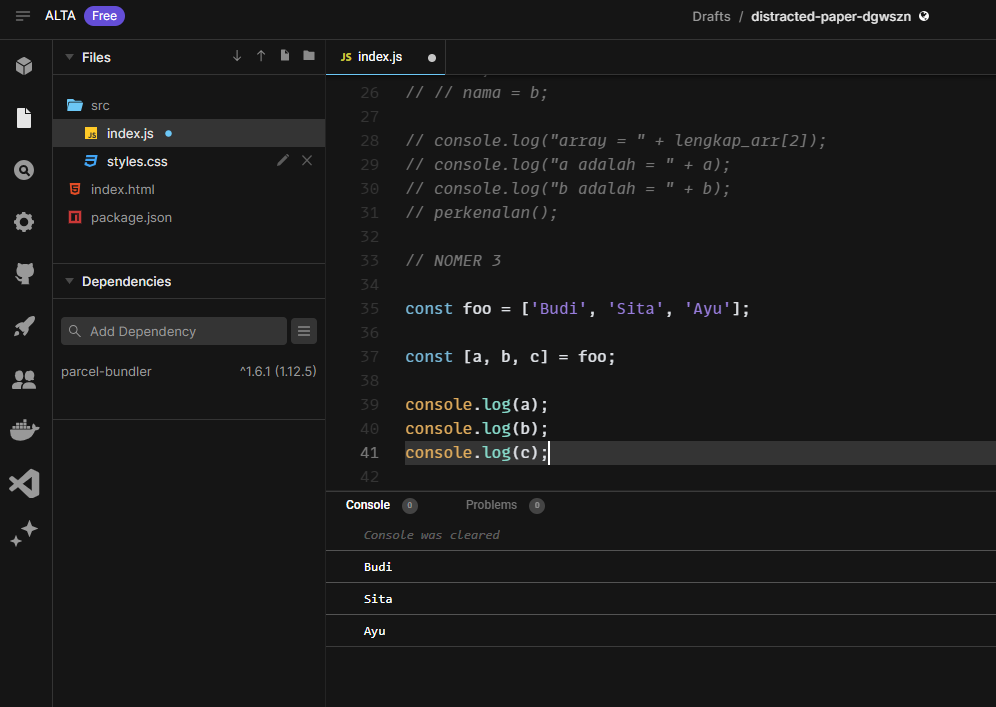 ALTA Free
Drafts / distracted-paper-dgwszn
Files
src
JS index.js
styles.css
index.html
package.json
Dependencies
Add Dependency
parcel-bundler ^1.6.1 (1.12.5)
JS index.js
26 // // nama = b;
27
28 // console.log("array = " + lengkap_arr[2]);
29 // console.log("a adalah = " + a);
30 // console.log("b adalah = " + b);
31 // perkenalan();
32
33 // NOMER 3
34
35 const foo = ['Budi', 'Sita', 'Ayu'];
36
37 const [a, b, c] = foo;
38
39 console.log(a);
40 console.log(b);
41 console.log(c);
42
Console 0 Problems 0
Console was cleared
Budi
Sita
Ayu